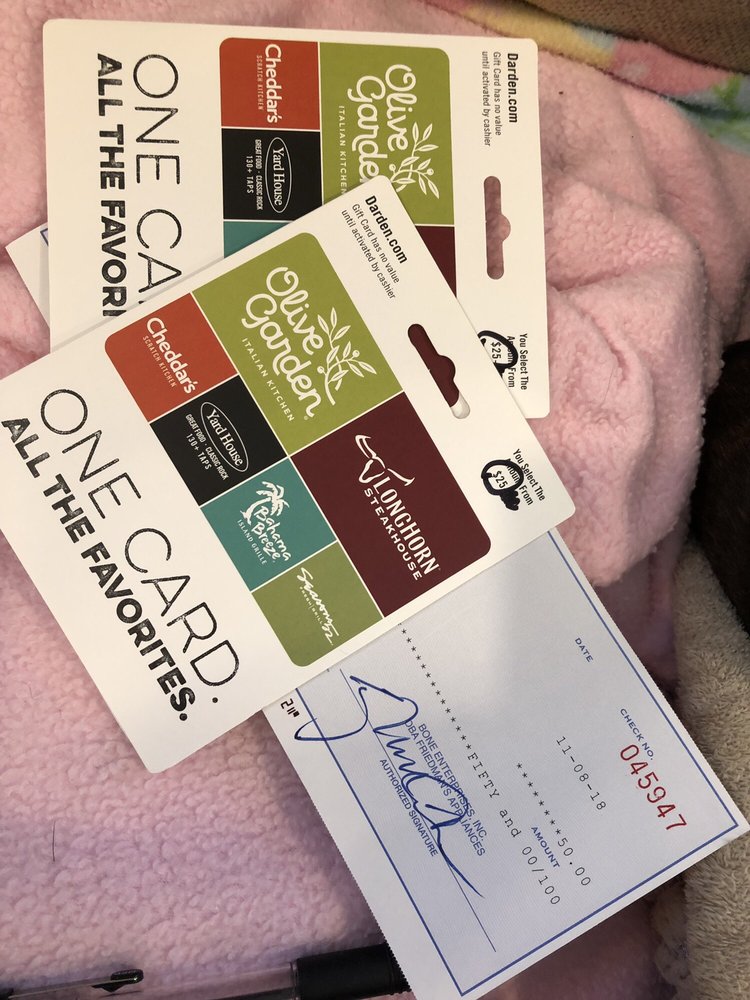 Darden.com
Gift Card has no value
until activated by cashier
Olive
Garden
ITALIAN KITCHEN
Cheddar's
SCRATCH KITCHEN
Yard House
GREAT FOOD · CLASSIC ROCK
130+ TAPS
ONE CA
ALL THE FAVORI
You Select The
Amount From
$25
Darden.com
Gift Card has no value
until activated by cashier
Olive
Garden
ITALIAN KITCHEN
Cheddar's
SCRATCH KITCHEN
Yard House
GREAT FOOD · CLASSIC ROCK
130+ TAPS
LONGHORN
STEAKHOUSE
Bahama
Breeze
ISLAND GRILLE
Seasons 52
FRESH GRILL
ONE CARD.
ALL THE FAVORITES.
You Select The
Amount From
$25
DATE
CHECK NO.
11-08-18
045947
AMOUNT
*******50.00
FIFTY and 00/100
BONE ENTERPRISES, INC.
DBA FRIEDMAN'S APPLIANCES
AUTHORIZED SIGNATURE